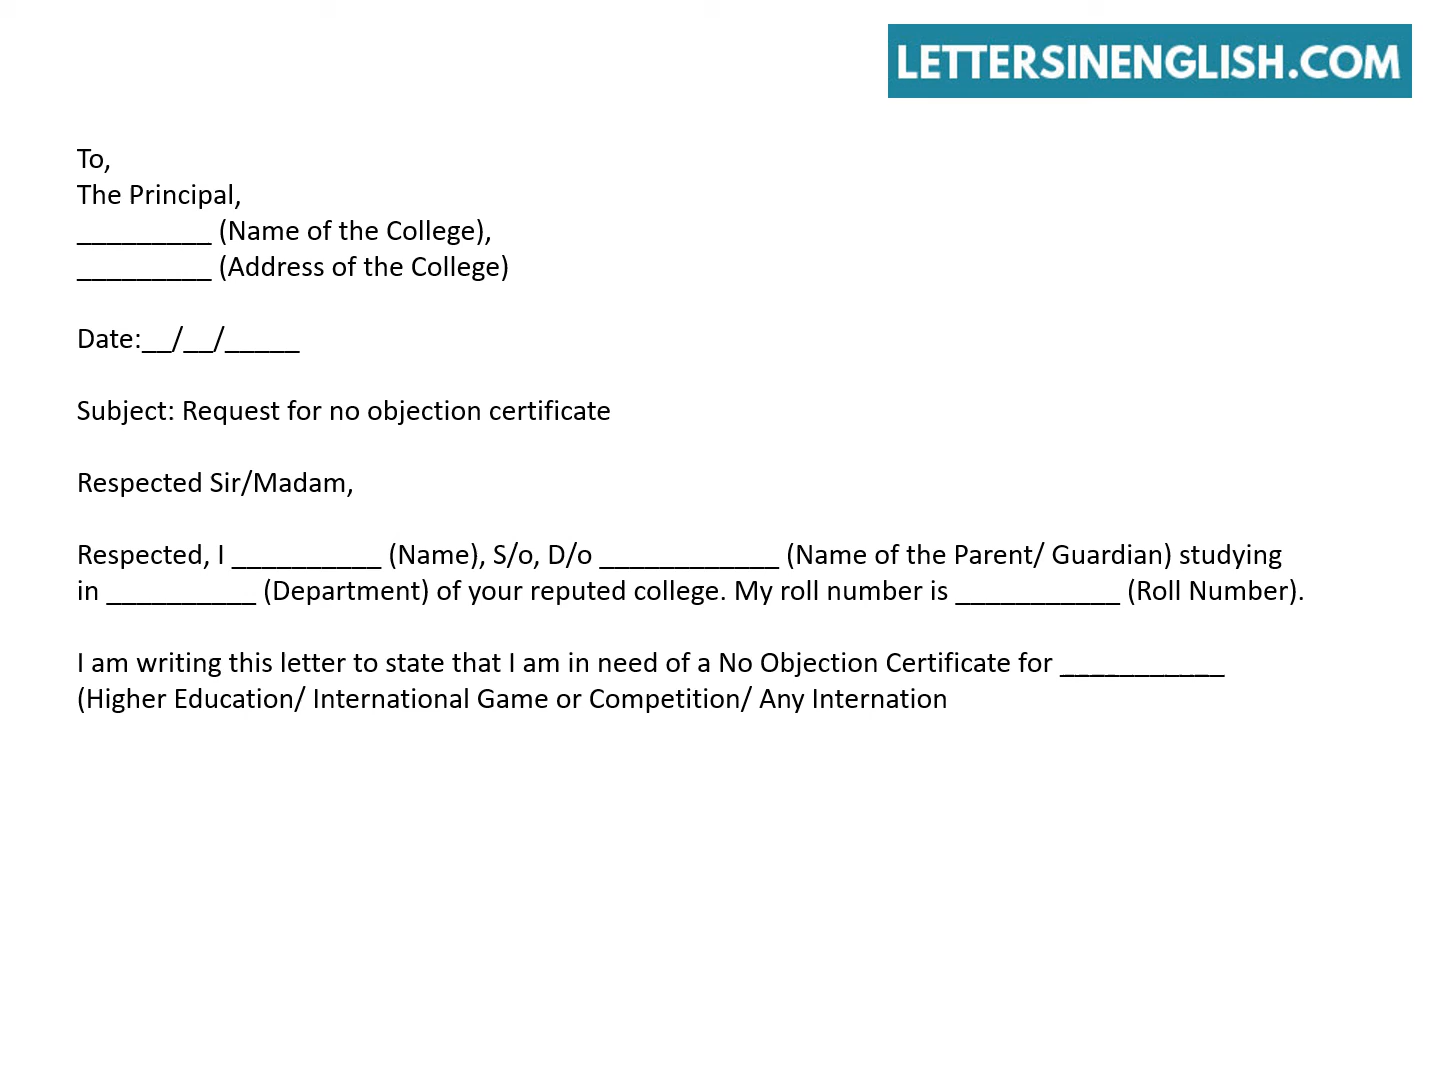 LETTERSINENGLISH.COM
To,
The Principal,
_________ (Name of the College),
_________ (Address of the College)
Date:__/__/_____
Subject: Request for no objection certificate
Respected Sir/Madam,
Respected, I __________ (Name), S/o, D/o ____________ (Name of the Parent/ Guardian) studying
in __________ (Department) of your reputed college. My roll number is ___________ (Roll Number).
I am writing this letter to state that I am in need of a No Objection Certificate for ___________
(Higher Education/ International Game or Competition/ Any Internation